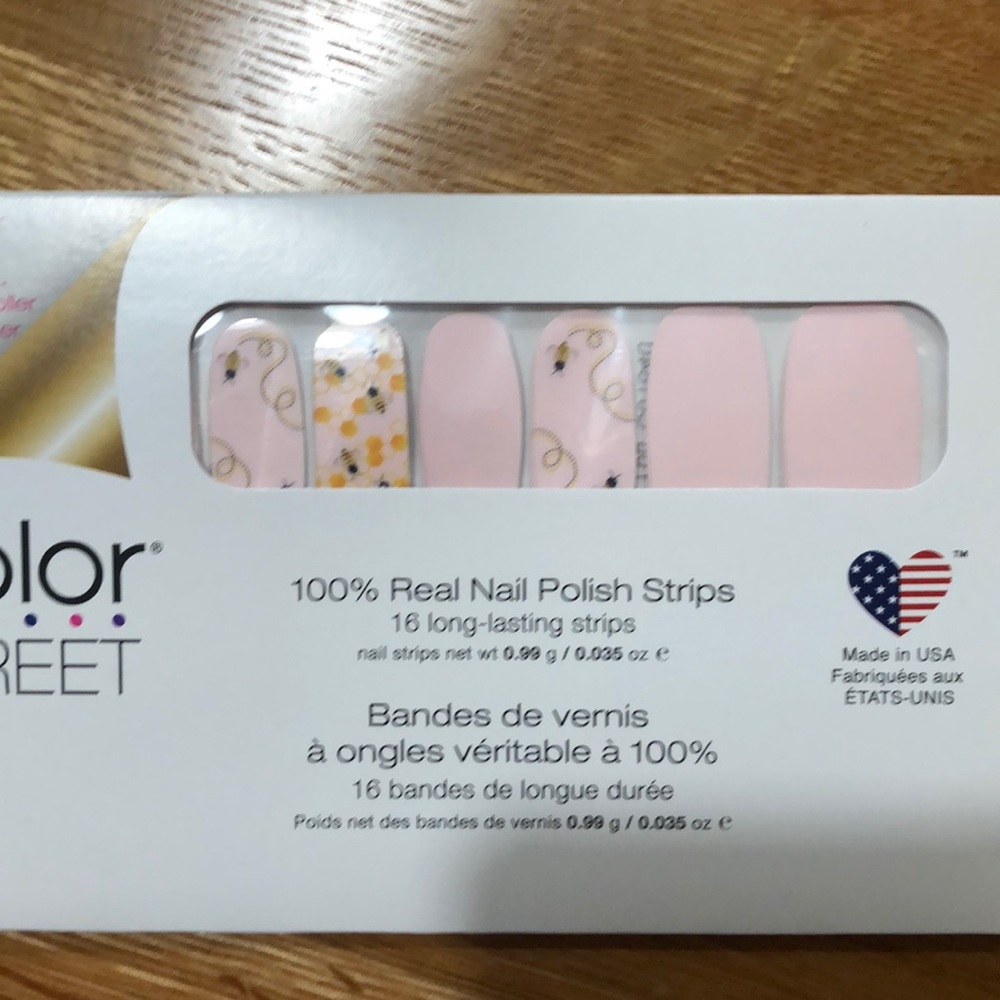 olor®
REET
100% Real Nail Polish Strips
16 long-lasting strips
nail strips net wt 0.99 g / 0.035 oz e
Bandes de vernis
à ongles véritable à 100%
16 bandes de longue durée
Poids net des bandes de vernis 0.99 g / 0.035 oz e
TM
Made in USA
Fabriquées aux
ÉTATS-UNIS